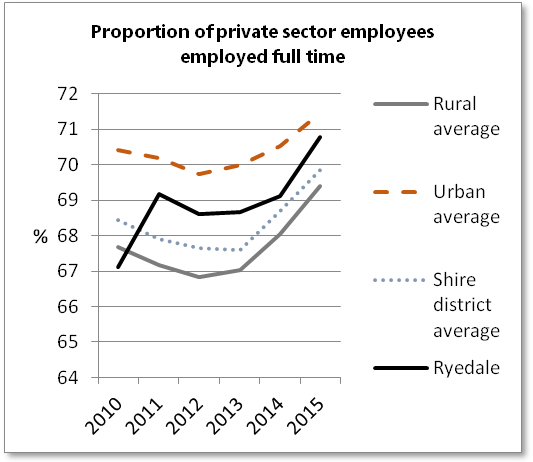 Proportion of private sector employees
employed full time
72
71
70
69
68
67
66
65
64
%
2010
2011
2012
2013
2014
2015
Rural
average
Urban
average
Shire
district
average
Ryedale